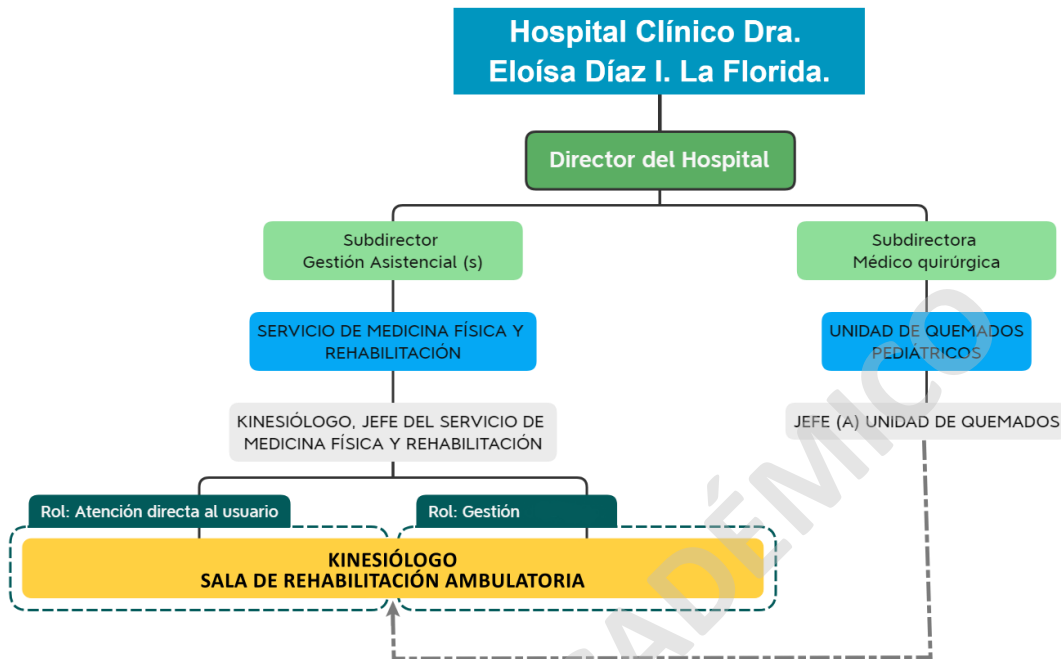 Hospital Clínico Dra.
Eloísa Díaz I. La Florida.
Director del Hospital
Subdirector
Gestión Asistencial (s)
Subdirectora
Médico quirúrgica
SERVICIO DE MEDICINA FÍSICA Y
REHABILITACIÓN
UNIDAD DE QUEMADOS
PEDIÁTRICOS
KINESIÓLOGO, JEFE DEL SERVICIO DE
MEDICINA FÍSICA Y REHABILITACIÓN
JEFE (A) UNIDAD DE QUEMADOS
Rol: Atención directa al usuario
Rol: Gestión
KINESIÓLOGO
SALA DE REHABILITACIÓN AMBULATORIA